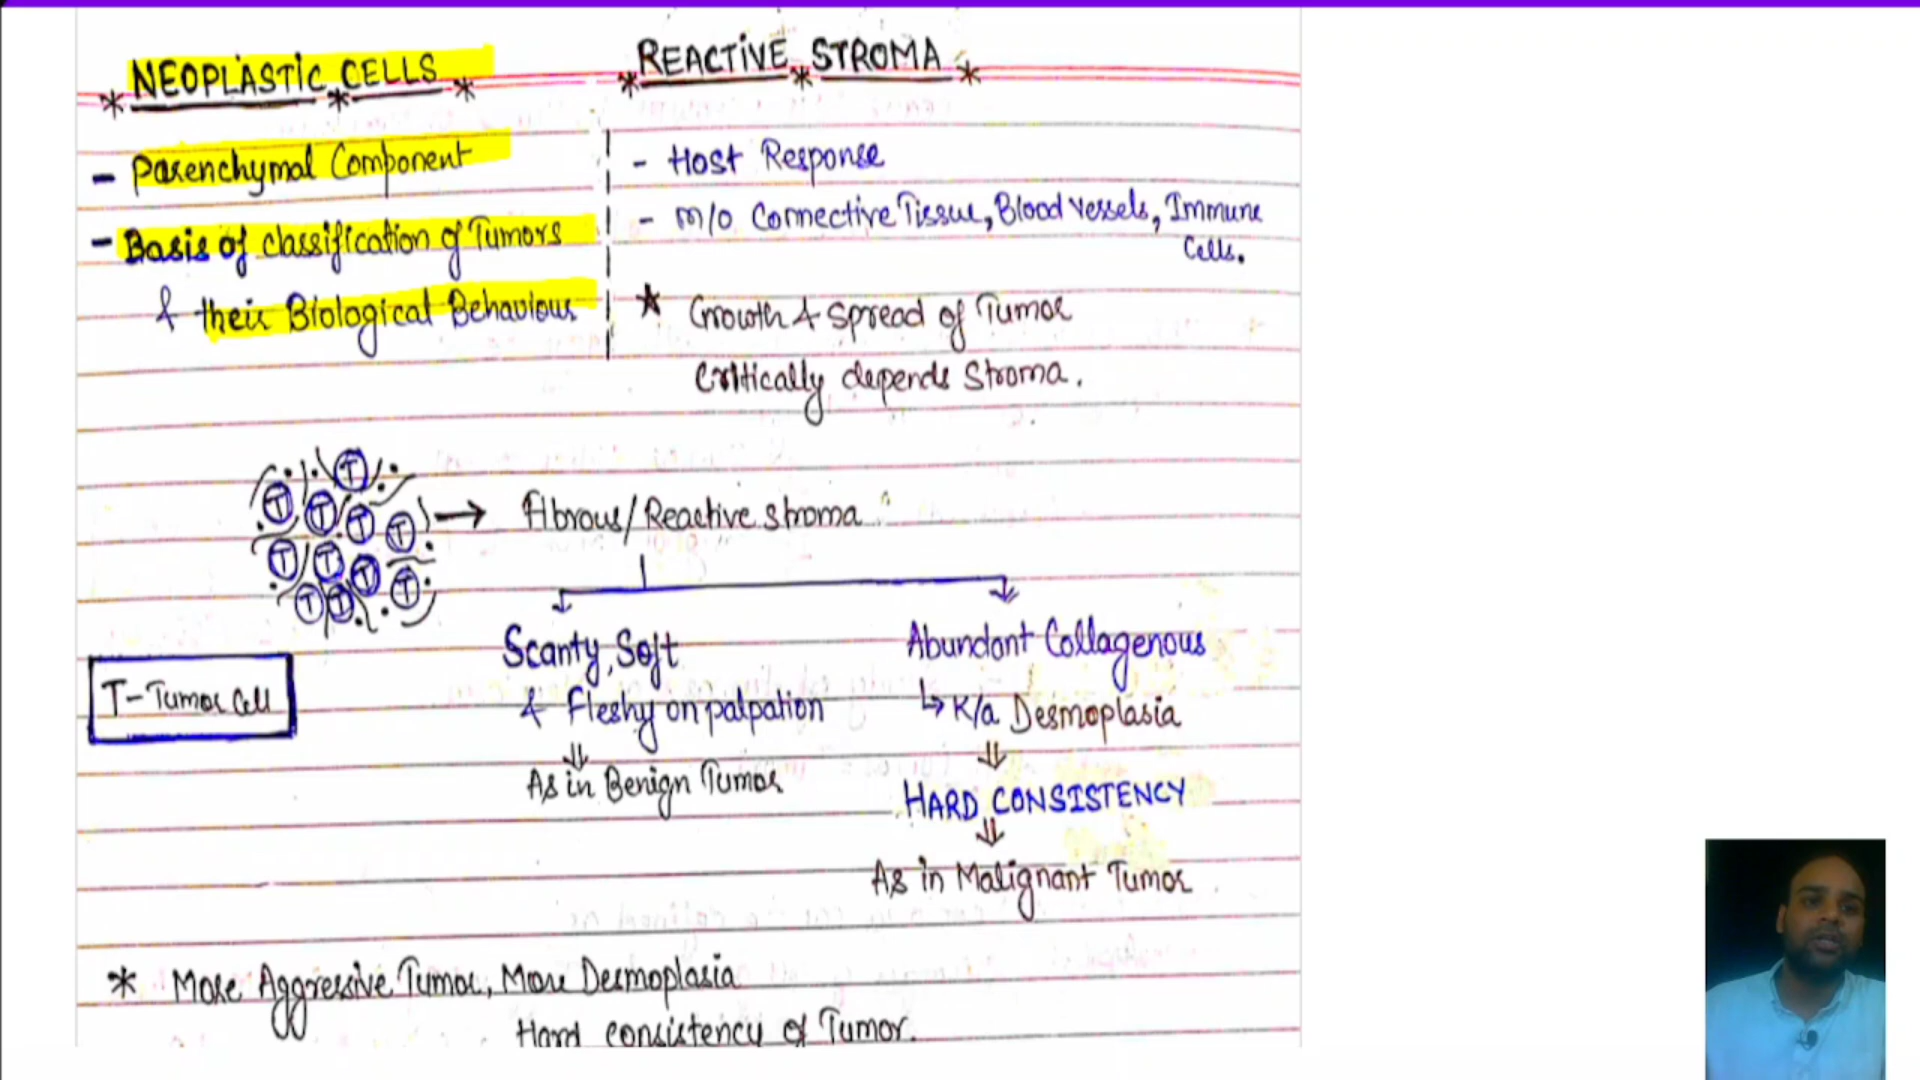 NEOPLASTIC CELLS
- Parenchymal Component
- Basis of classification of Tumors
& their Biological Behaviour
REACTIVE STROMA
- Host Response
- m/o Connective Tissue, Blood vessels, Immune
Cells.
★ Growth & spread of Tumor
Critically depends Stroma.
T T T T T T T T T T T T
→ Fibrous/Reactive stroma
T-Tumor Cell
Scanty, Soft
& Fleshy on palpation
As in Benign Tumor
Abundant Collagenous
↳ K/a Desmoplasia
HARD CONSISTENCY
As in Malignant Tumor
* More Aggressive Tumor, More Desmoplasia
Hard consistency of Tumor.